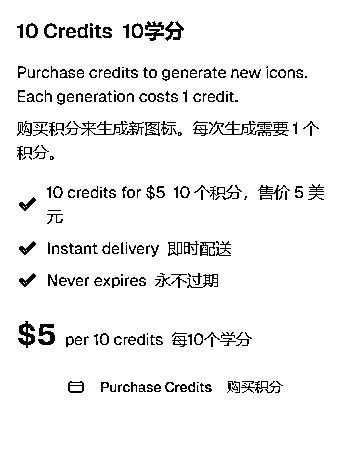 10 Credits 10学分
Purchase credits to generate new icons.
Each generation costs 1 credit.
购买积分来生成新图标。每次生成需要 1 个
积分。
10 credits for $5 10 个积分，售价 5 美
元
Instant delivery 即时配送
Never expires 永不过期
$5 per 10 credits 每10个学分
Purchase Credits 购买积分